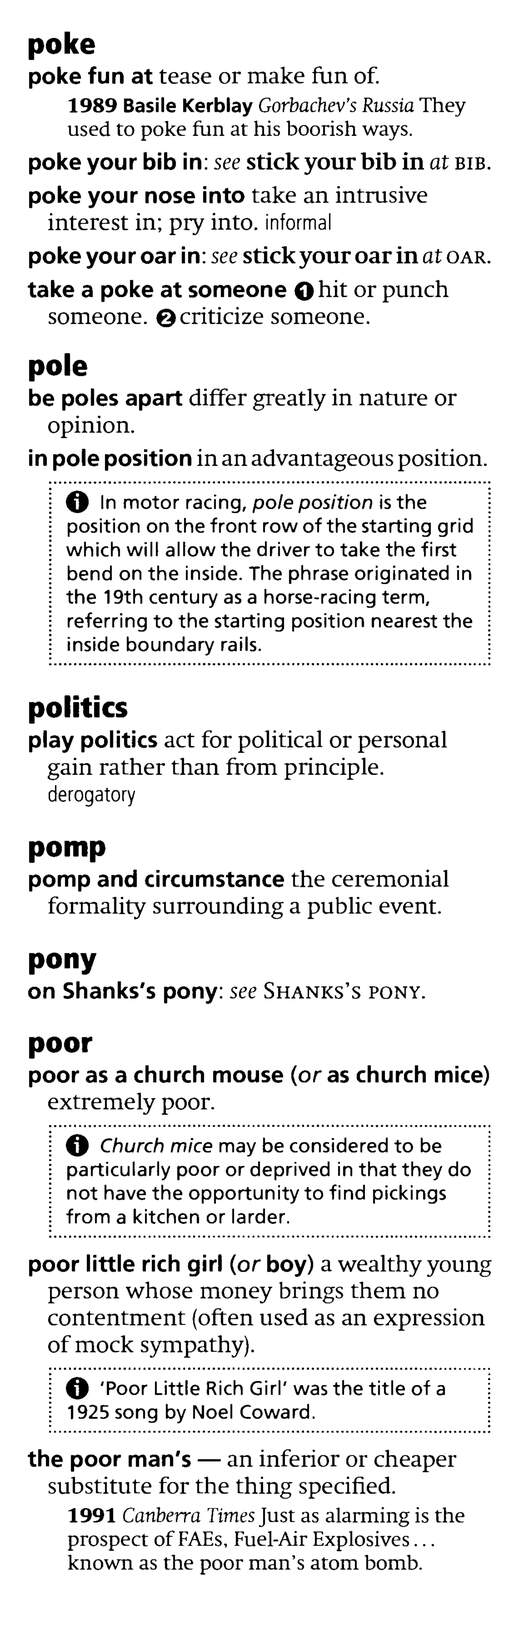 poke
poke fun at tease or make fun of.
1989 Basile Kerblay Gorbachev's Russia They
used to poke fun at his boorish ways.
poke your bib in: see stick your bib in at BIB.
poke your nose into take an intrusive
interest in; pry into. informal
poke your oar in: see stick your oar in at OAR.
take a poke at someone ❶ hit or punch
someone. ❷ criticize someone.
pole
be poles apart differ greatly in nature or
opinion.
in pole position in an advantageous position.
ℹ In motor racing, pole position is the
position on the front row of the starting grid
which will allow the driver to take the first
bend on the inside. The phrase originated in
the 19th century as a horse-racing term,
referring to the starting position nearest the
inside boundary rails.
politics
play politics act for political or personal
gain rather than from principle.
derogatory
pomp
pomp and circumstance the ceremonial
formality surrounding a public event.
pony
on Shanks's pony: see SHANKS'S PONY.
poor
poor as a church mouse (or as church mice)
extremely poor.
ℹ Church mice may be considered to be
particularly poor or deprived in that they do
not have the opportunity to find pickings
from a kitchen or larder.
poor little rich girl (or boy) a wealthy young
person whose money brings them no
contentment (often used as an expression
of mock sympathy).
ℹ 'Poor Little Rich Girl' was the title of a
1925 song by Noel Coward.
the poor man's — an inferior or cheaper
substitute for the thing specified.
1991 Canberra Times Just as alarming is the
prospect of FAEs, Fuel-Air Explosives...
known as the poor man's atom bomb.